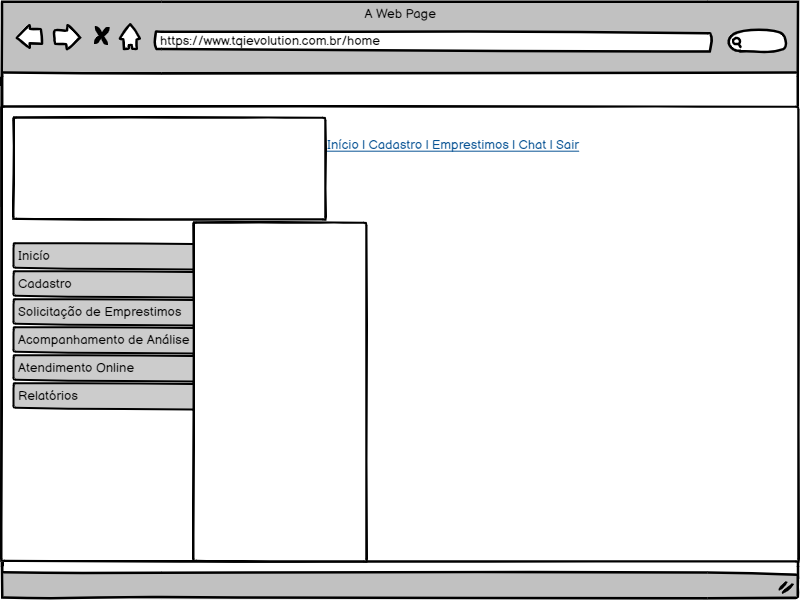 A Web Page
https://www.tqievolution.com.br/home
Início | Cadastro | Emprestimos | Chat | Sair
Inicío
Cadastro
Solicitação de Emprestimos
Acompanhamento de Análise
Atendimento Online
Relatórios